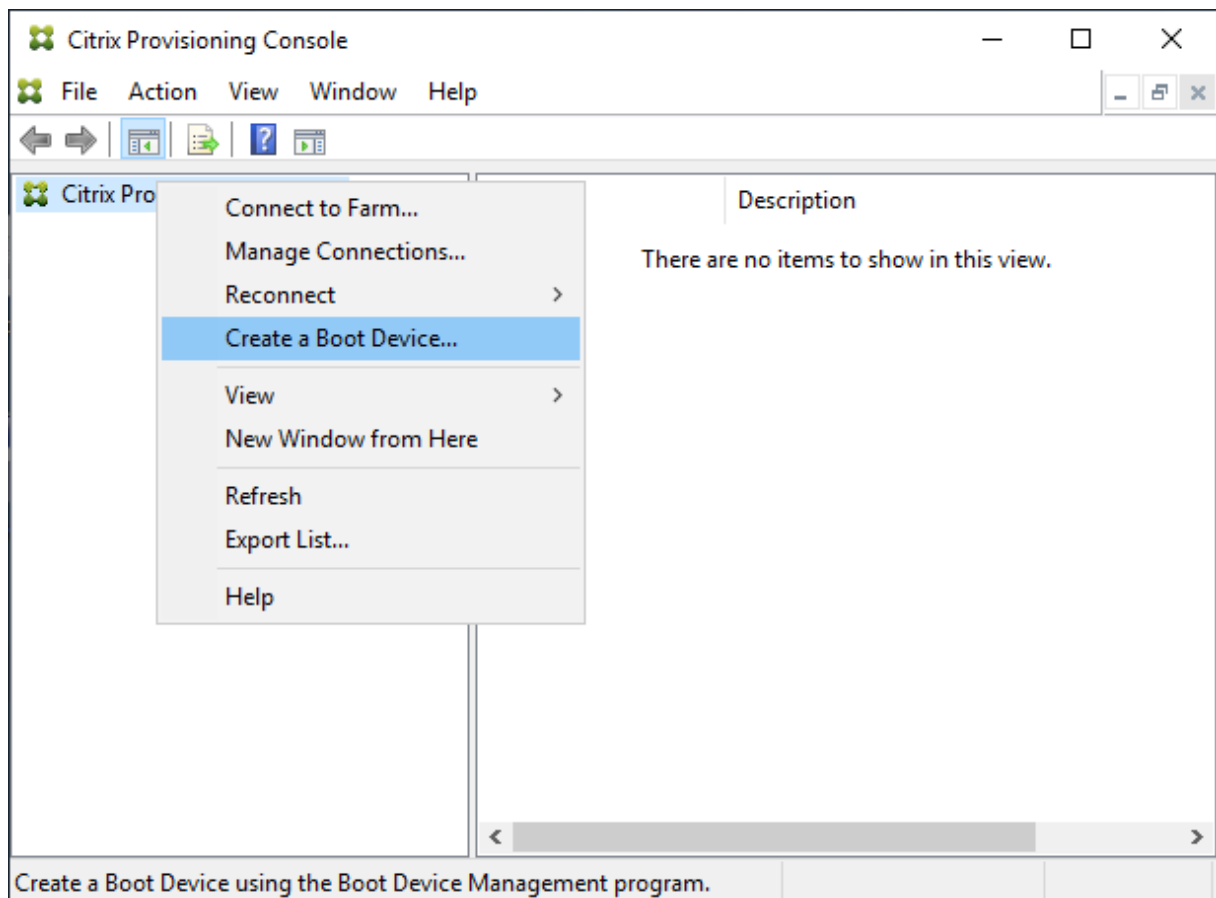 Citrix Provisioning Console
File Action View Window Help
Citrix Pro
Description
There are no items to show in this view.
Connect to Farm...
Manage Connections...
Reconnect
Create a Boot Device...
View
New Window from Here
Refresh
Export List...
Help
Create a Boot Device using the Boot Device Management program.